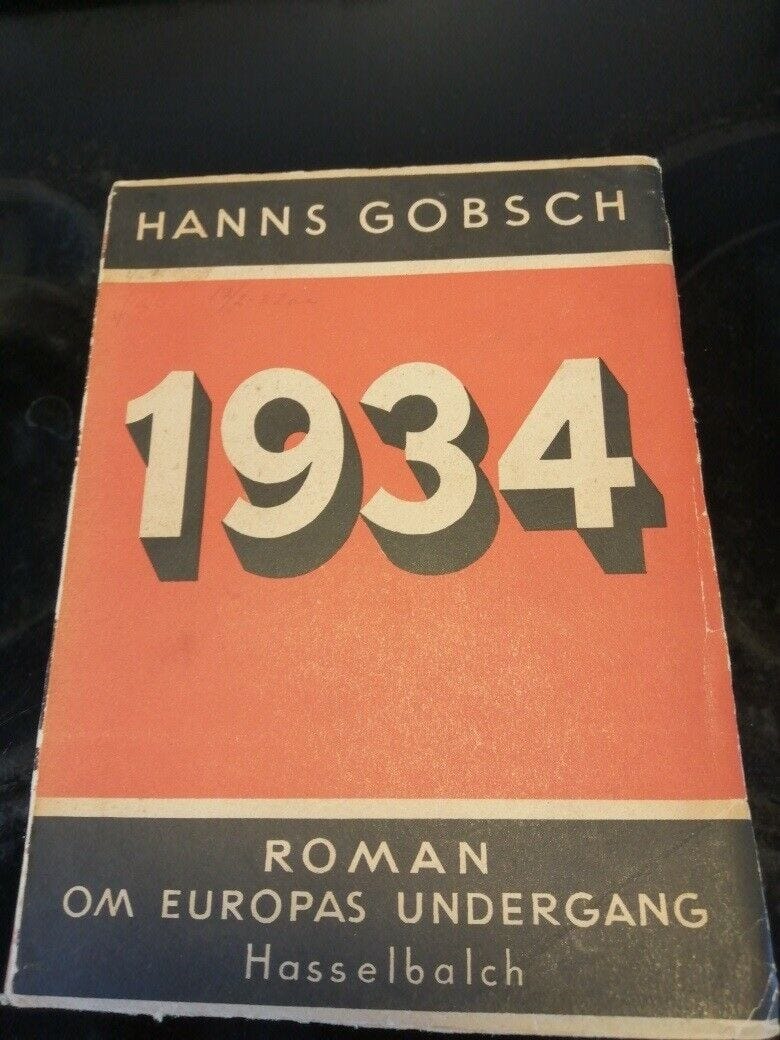 HANNS GOBSCH
1934
ROMAN
OM EUROPAS UNDERGANG
Hasselbalch